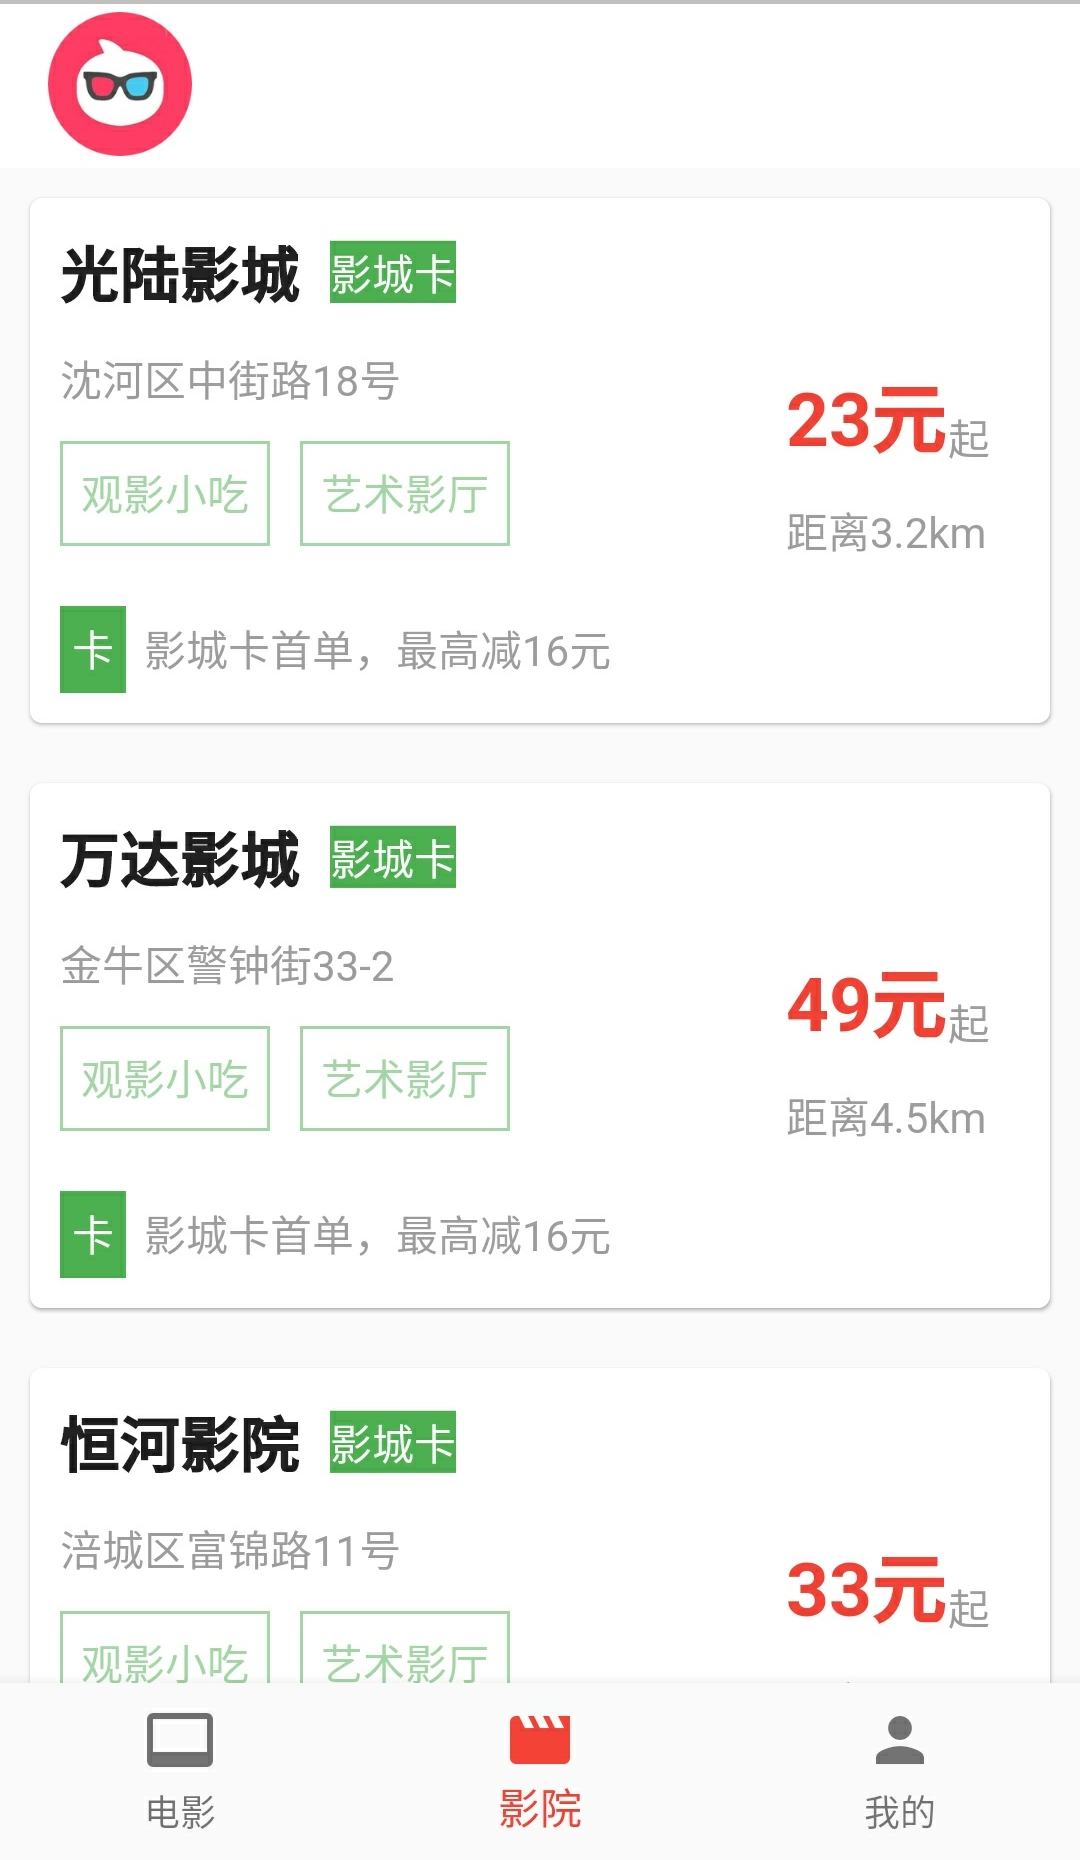 光陆影城 影城卡
沈河区中街路18号
23元起
观影小吃 艺术影厅
距离3.2km
卡 影城卡首单，最高减16元
万达影城 影城卡
金牛区警钟街33-2
49元起
观影小吃 艺术影厅
距离4.5km
卡 影城卡首单，最高减16元
恒河影院 影城卡
涪城区富锦路11号
33元起
观影小吃 艺术影厅
电影 影院 我的